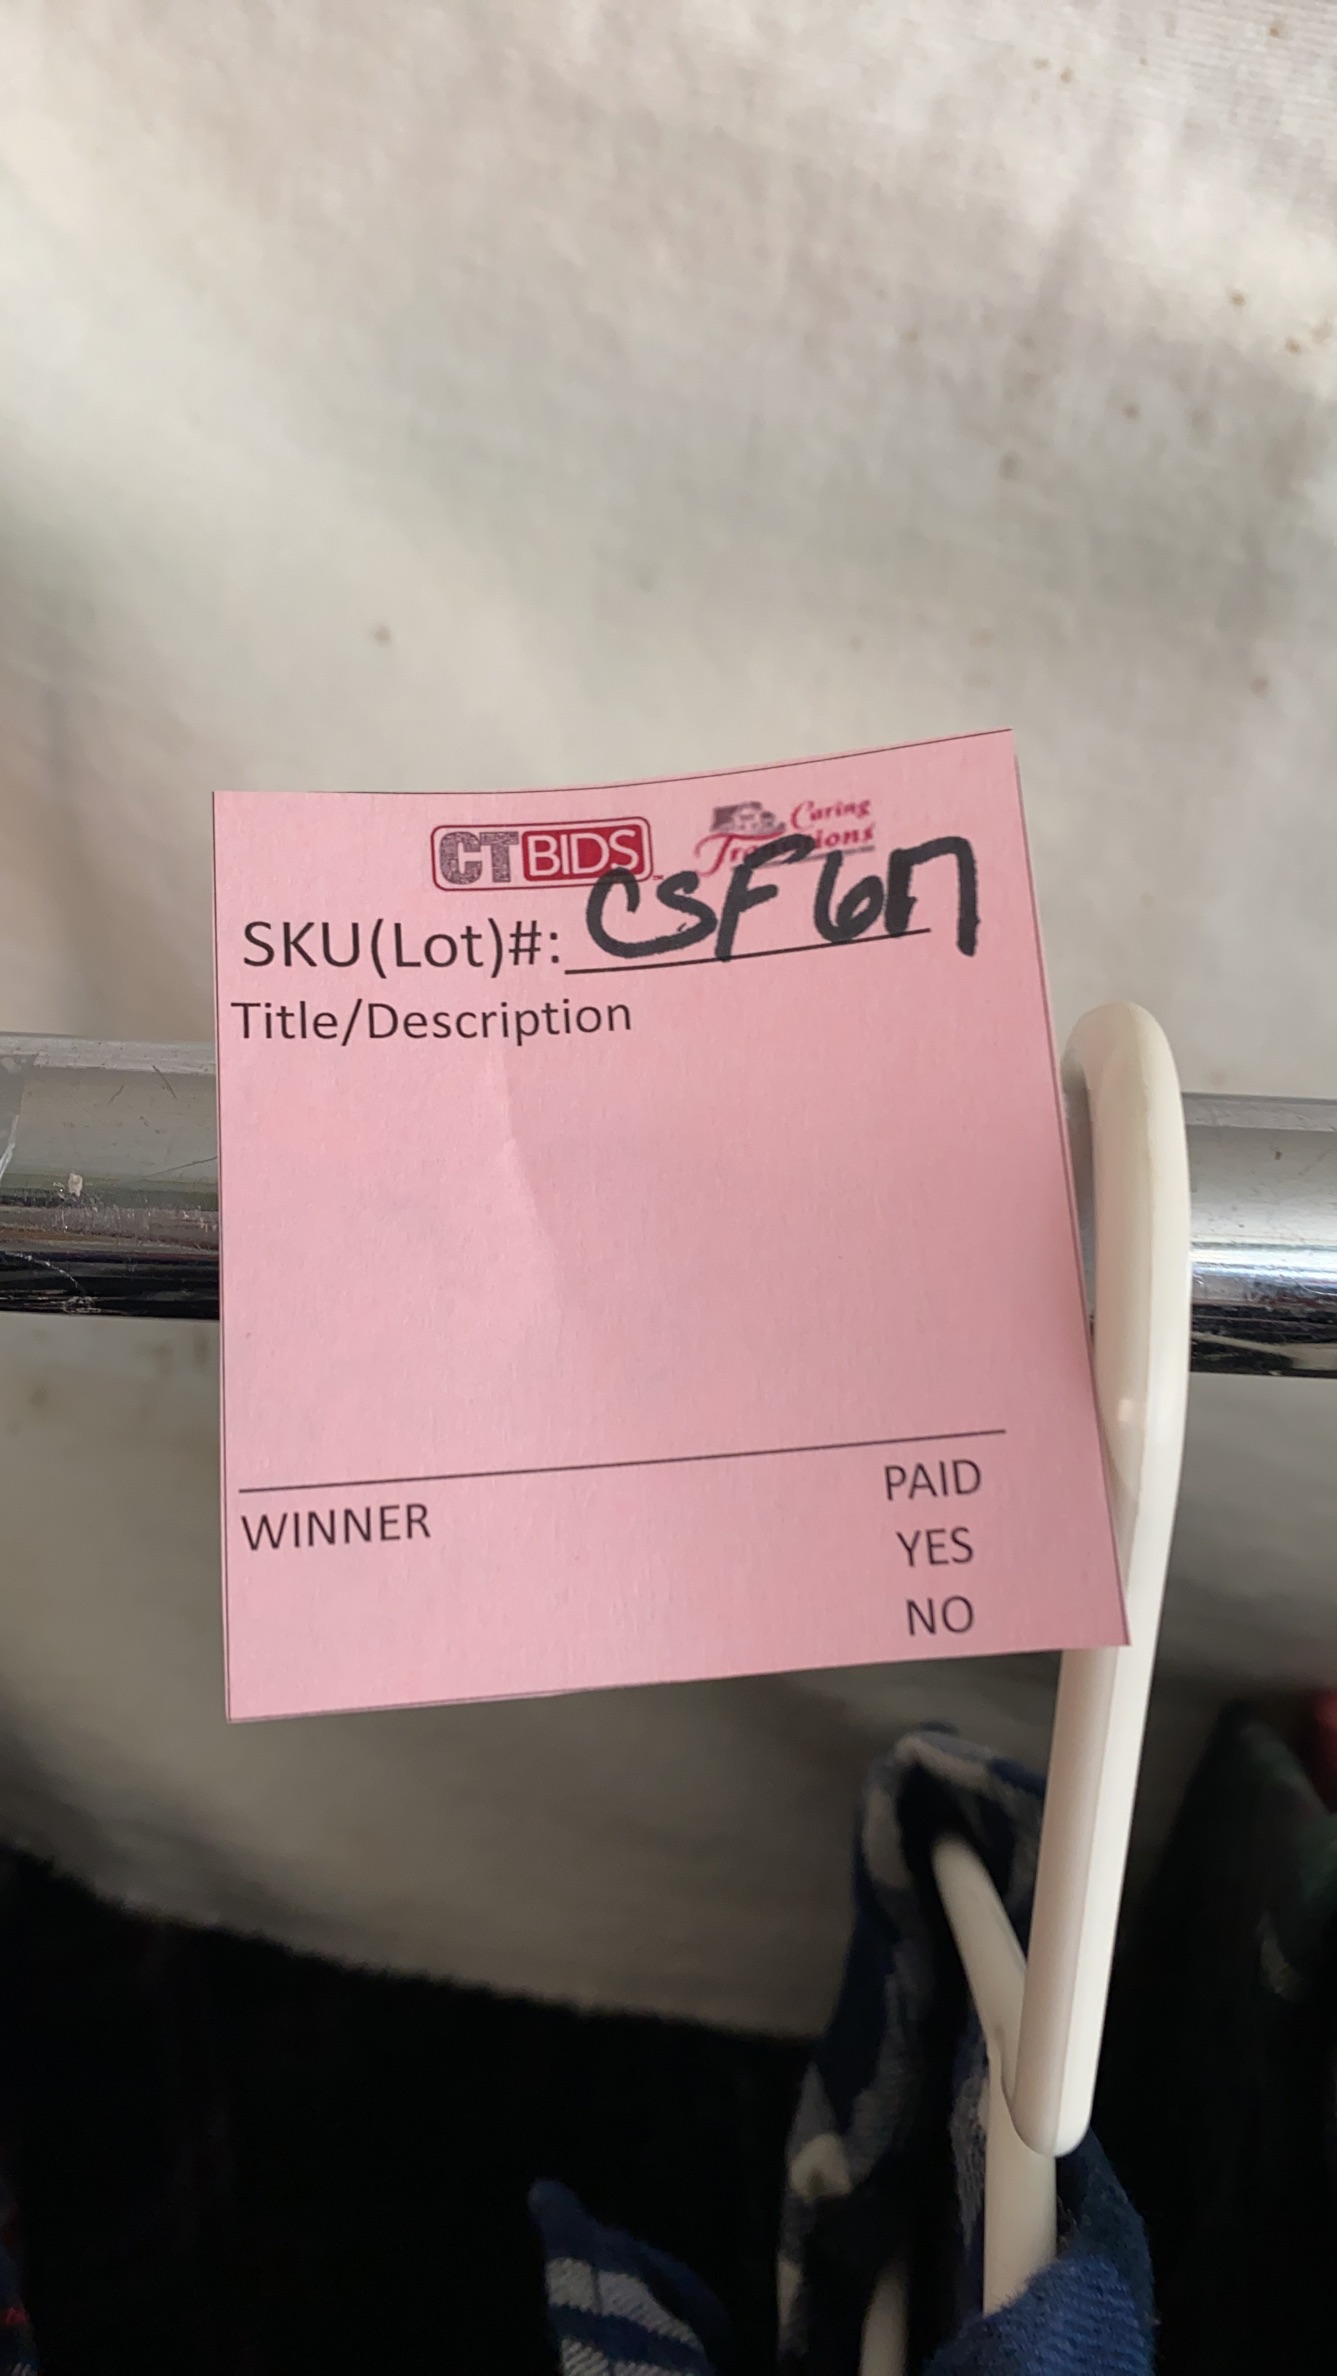 CTBIDS Caring
Transitions
SKU(Lot)#: CSF617
Title/Description
WINNER PAID
YES
NO